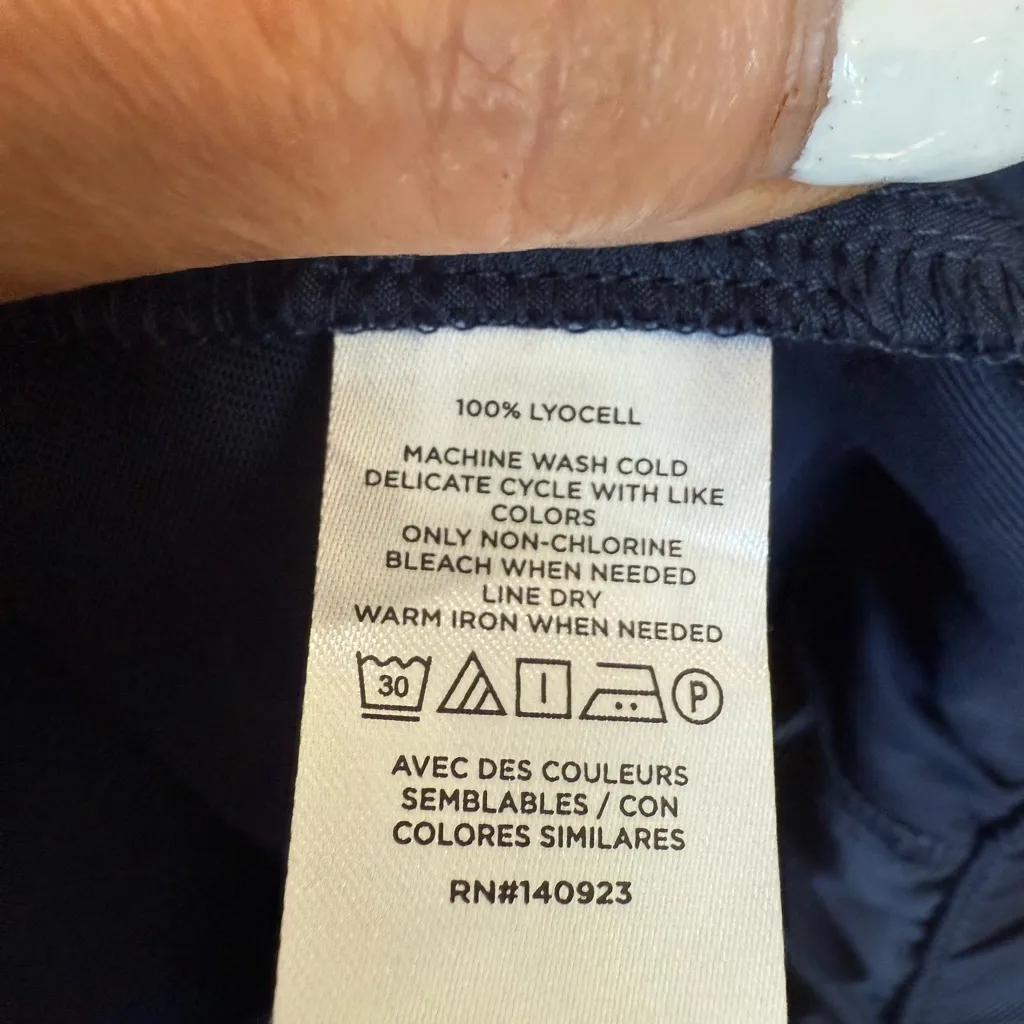 100% LYOCELL
MACHINE WASH COLD
DELICATE CYCLE WITH LIKE
COLORS
ONLY NON-CHLORINE
BLEACH WHEN NEEDED
LINE DRY
WARM IRON WHEN NEEDED
30 P
AVEC DES COULEURS
SEMBLABLES / CON
COLORES SIMILARES
RN#140923